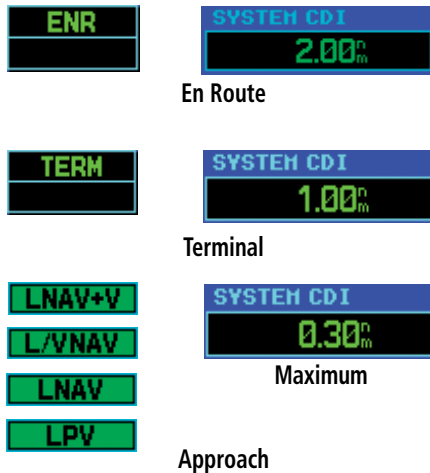 ENR
SYSTEM CDI
2.00nm
En Route
TERM
SYSTEM CDI
1.00nm
Terminal
LNAV+V
SYSTEM CDI
L/VNAV
0.30nm
Maximum
LNAV
LPV
Approach